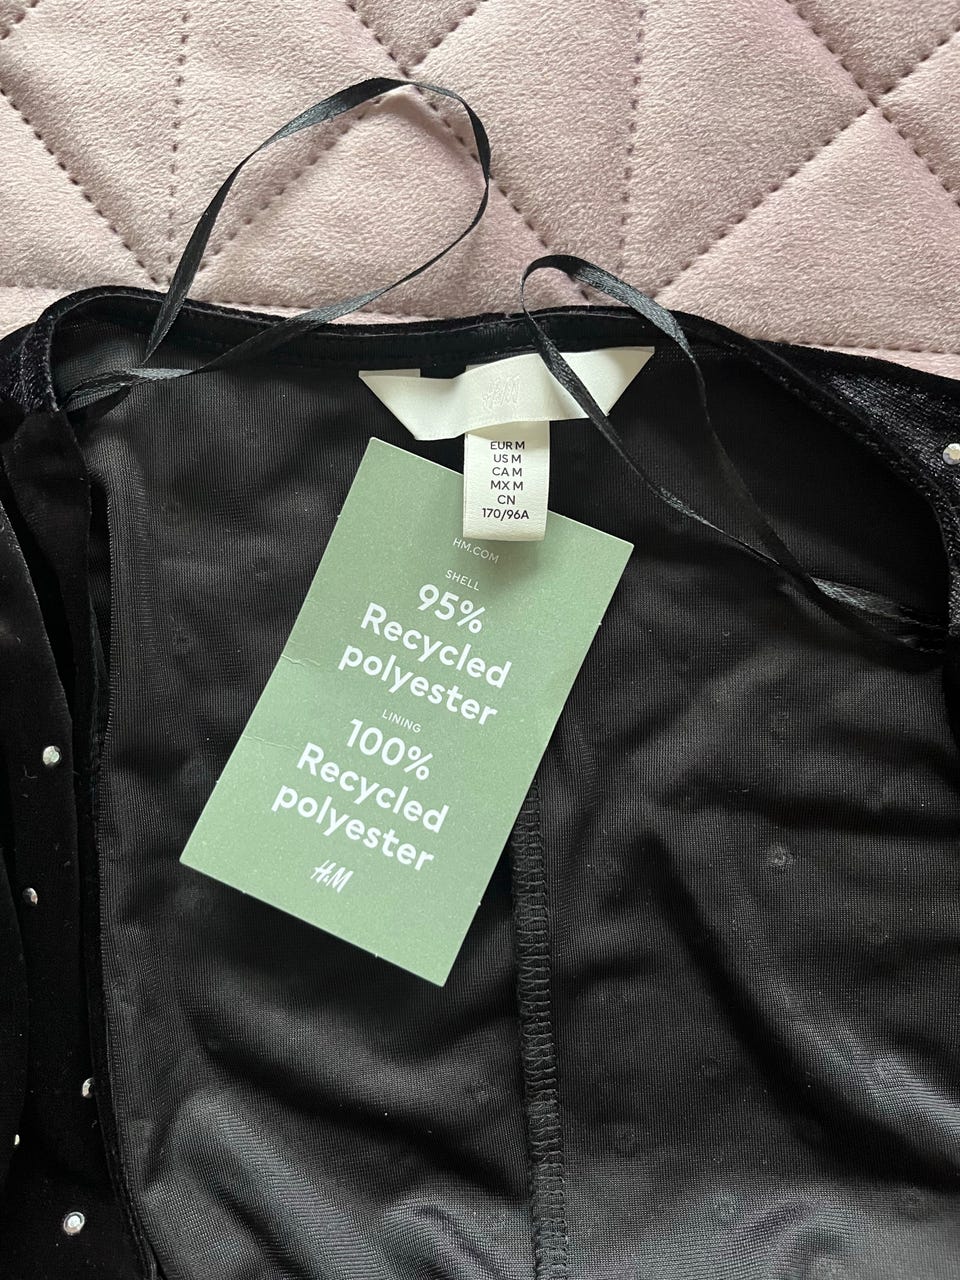 H&M
EUR M
US M
CA M
MX M
CN
170/96A
HM.COM
SHELL
95%
Recycled
polyester
LINING
100%
Recycled
polyester
H&M